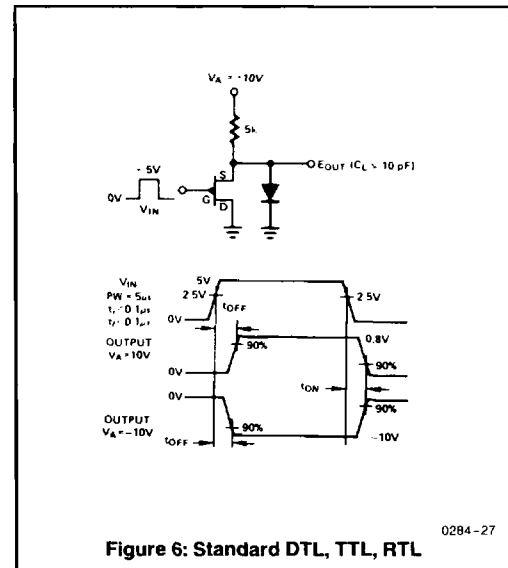 VA = -10V
5k
EOUT (CL ≤ 10 pF)
S
G
D
5V
0V
VIN
VIN
PW = 5μs
tr < 0.1μs
tf < 0.1μs
5V
2.5V
0V
tOFF
2.5V
OUTPUT
VA = 10V
0V
90%
0.8V
90%
tON
OUTPUT
VA = -10V
0V
tOFF
90%
90%
-10V
0284-27
Figure 6: Standard DTL, TTL, RTL